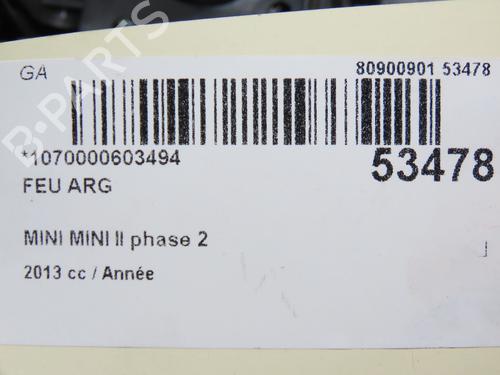 GA
80900901 53478
*1070000603494
53478
FEU ARG
MINI MINI II phase 2
2013 cc / Année
B-PARTS